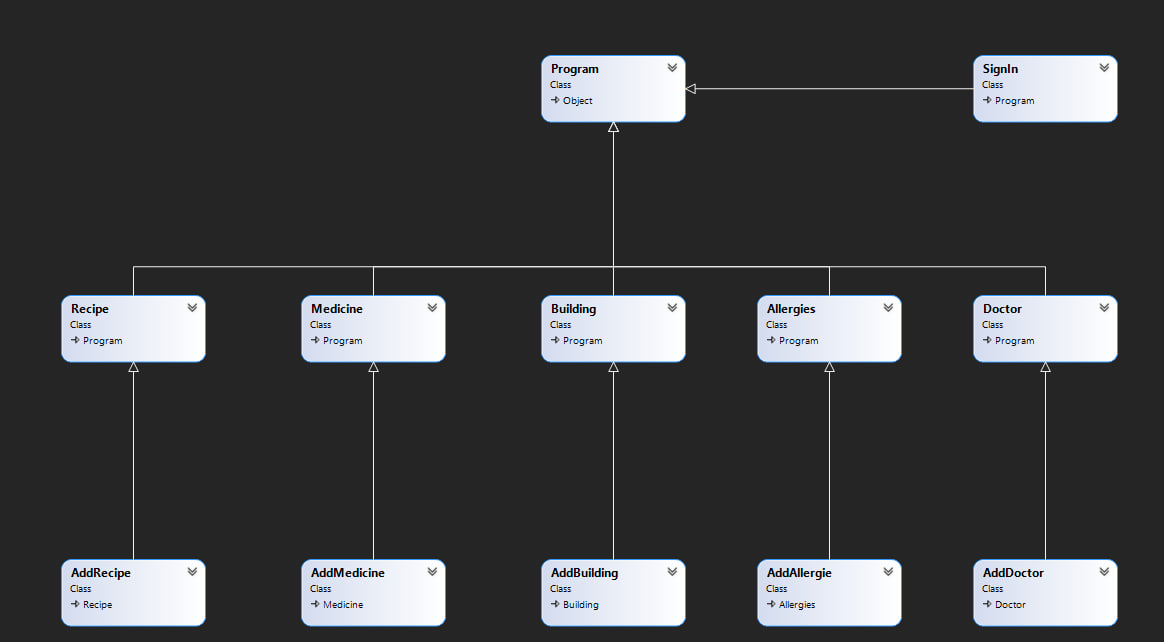 Program
Class
Object
SignIn
Class
Program
Recipe
Class
Program
Medicine
Class
Program
Building
Class
Program
Allergies
Class
Program
Doctor
Class
Program
AddRecipe
Class
Recipe
AddMedicine
Class
Medicine
AddBuilding
Class
Building
AddAllergie
Class
Allergies
AddDoctor
Class
Doctor